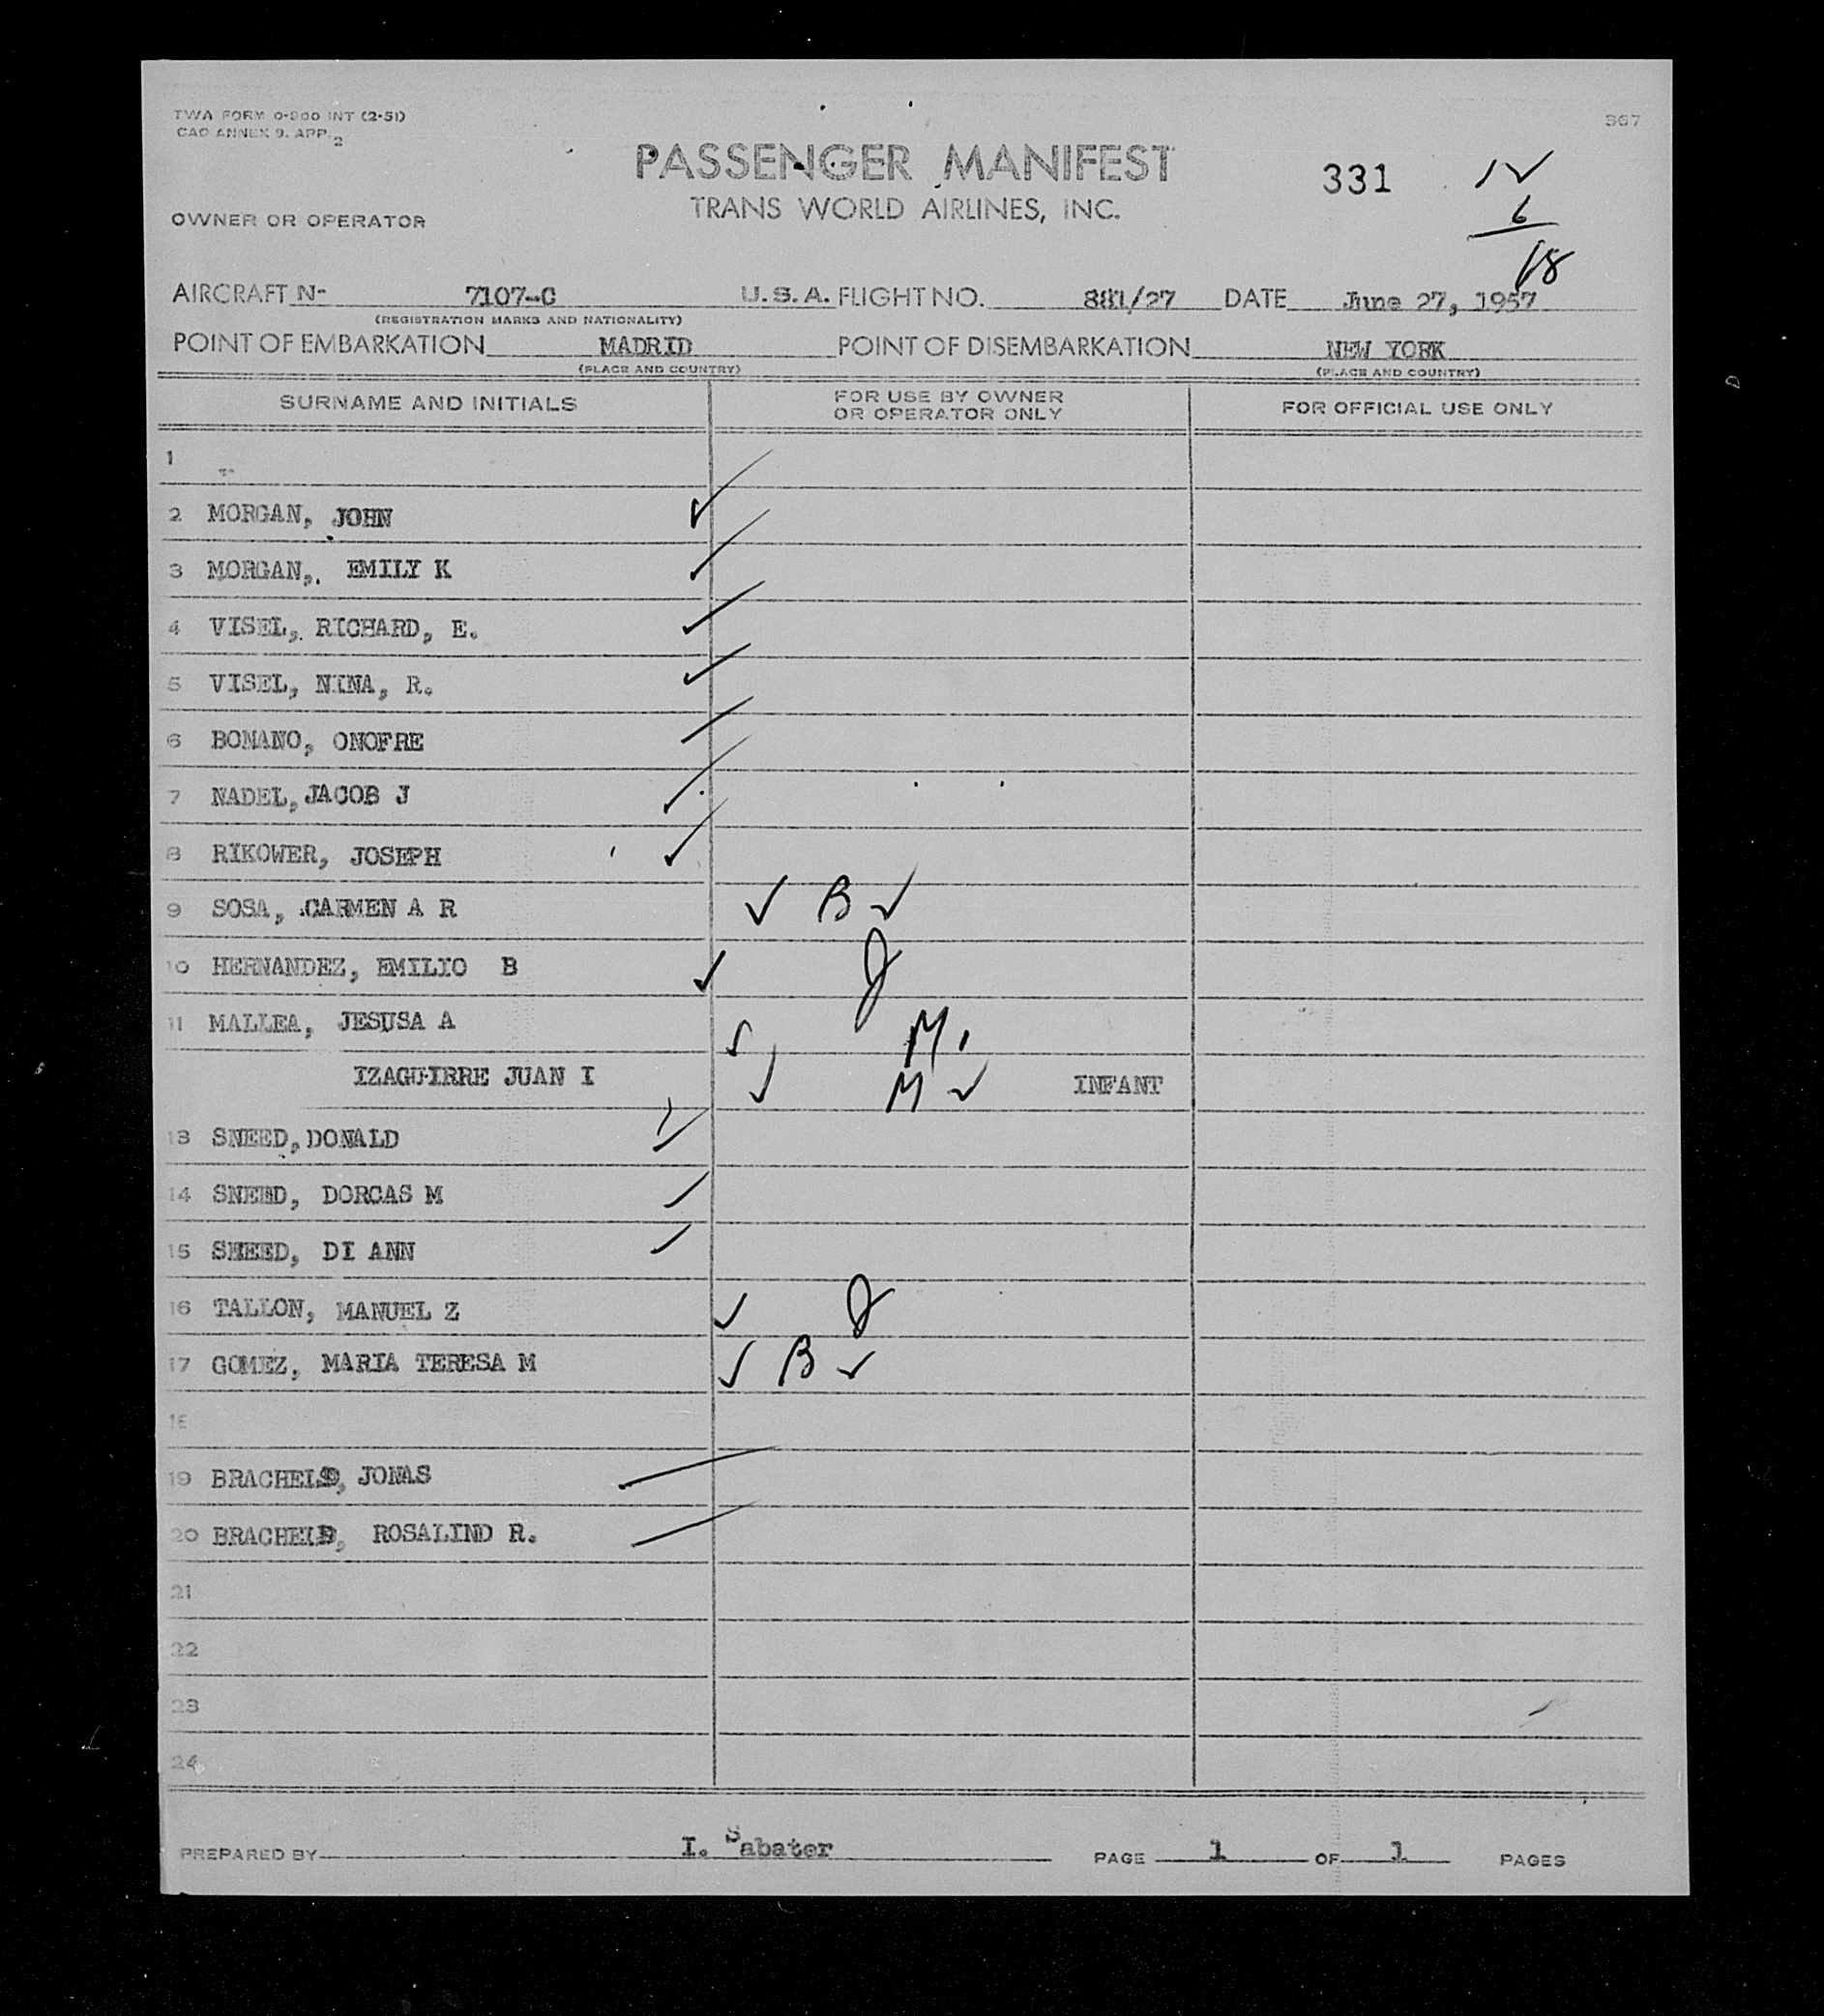 TWA FORM 0-900 INT (2-51)
CAO ANNEX 9. APP. 2
367
PASSENGER MANIFEST
331
12
TRANS WORLD AIRLINES, INC.
6
OWNER OR OPERATOR
18
AIRCRAFT N- 7107-C U.S.A. FLIGHT NO. 881/27 DATE June 27, 1957
(REGISTRATION MARKS AND NATIONALITY)
POINT OF EMBARKATION MADRID POINT OF DISEMBARKATION NEW YORK
(PLACE AND COUNTRY) (PLACE AND COUNTRY)
SURNAME AND INITIALS FOR USE BY OWNER OR OPERATOR ONLY FOR OFFICIAL USE ONLY
1
2 MORGAN, JOHN ✓
3 MORGAN,. EMILY K ✓
4 VISEL,. RICHARD, E. ✓
5 VISEL, NINA, R. ✓
6 BOMANO, ONOFRE
7 NADEL, JACOB J ✓
8 RIKOWER, JOSEPH ✓
9 SOSA, .CARMEN A R ✓ B ✓
10 HERNANDEZ, EMILIO B ✓ J
11 MALLEA, JESUSA A ✓ M
IZAGUIRRE JUAN I ✓ M ✓ INFANT
13 SNEED, DONALD ✓
14 SNEED, DORCAS M ✓
15 SNEED, DI ANN ✓
16 TALLON, MANUEL Z ✓ J
17 GOMEZ, MARIA TERESA M ✓ B ✓
18
19 JONAS
20 ROSALIND R.
21
22
23
24
PREPARED BY I. Sabater PAGE 1 OF 1 PAGES